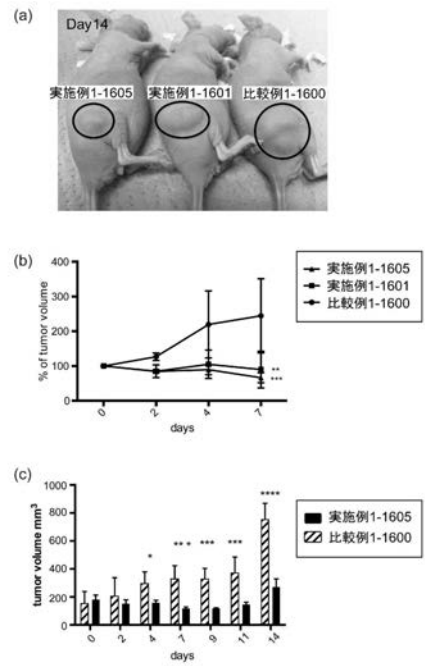 (a)
Day14
実施例1-1605 実施例1-1601 比較例1-1600
(b)
400
300
200
100
0
% of tumor volume
0 2 4 7
days
**
***
実施例1-1605
実施例1-1601
比較例1-1600
(c)
1000
800
600
400
200
0
tumor volume mm³
* ** * *** *** ****
0 2 4 7 9 11 14
days
実施例1-1605
比較例1-1600